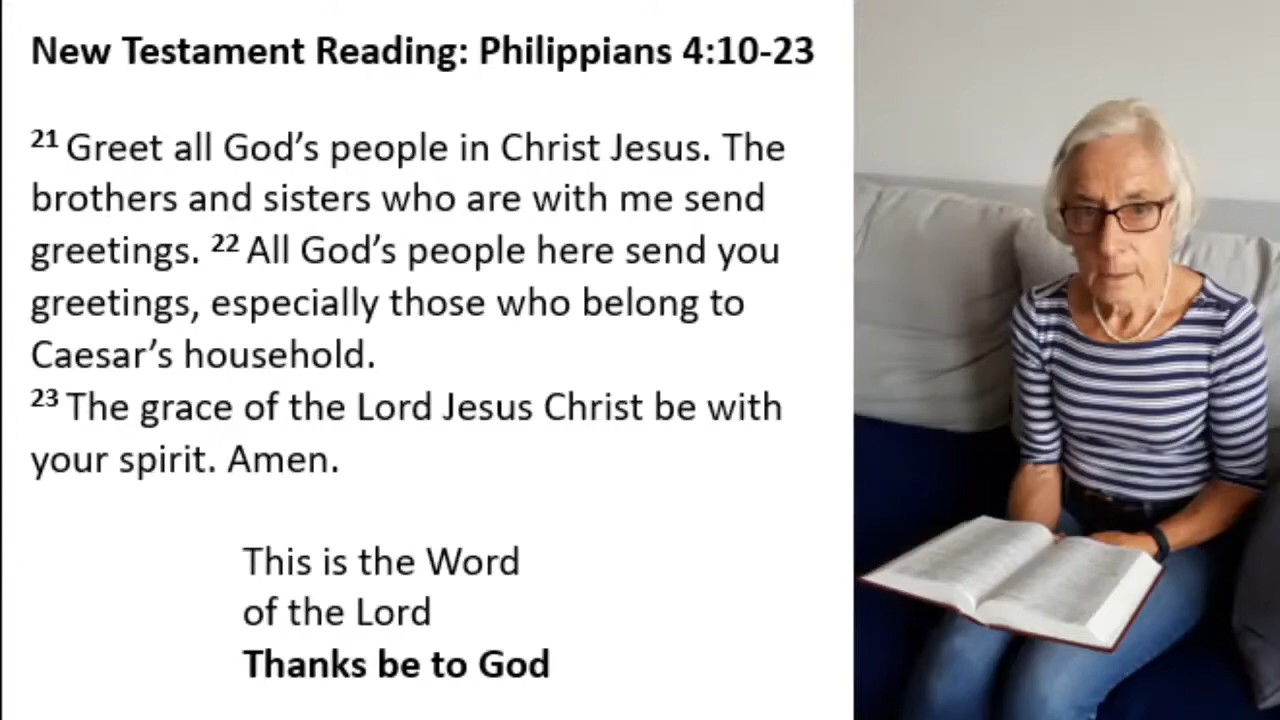 New Testament Reading: Philippians 4:10-23
21 Greet all God’s people in Christ Jesus. The
brothers and sisters who are with me send
greetings. 22 All God’s people here send you
greetings, especially those who belong to
Caesar’s household.
23 The grace of the Lord Jesus Christ be with
your spirit. Amen.
This is the Word
of the Lord
Thanks be to God